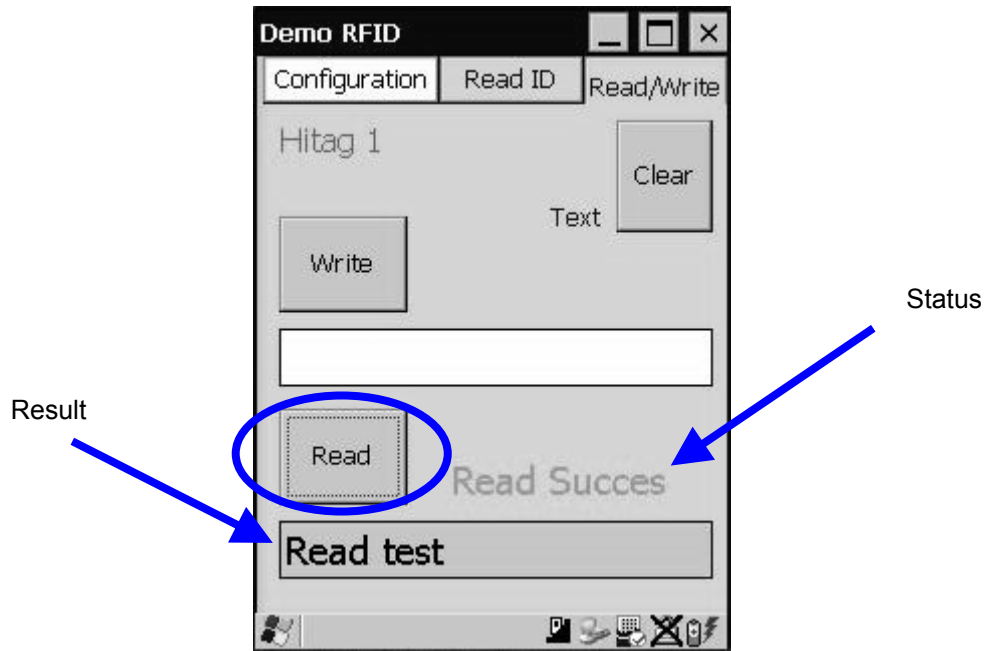 Demo RFID
Configuration Read ID Read/Write
Hitag 1
Clear
Text
Write
Status
Result
Read
Read Succes
Read test